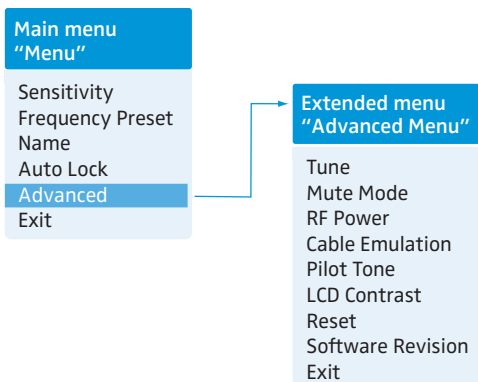 Main menu
“Menu”
Sensitivity
Frequency Preset
Name
Auto Lock
Advanced
Exit
Extended menu
“Advanced Menu”
Tune
Mute Mode
RF Power
Cable Emulation
Pilot Tone
LCD Contrast
Reset
Software Revision
Exit